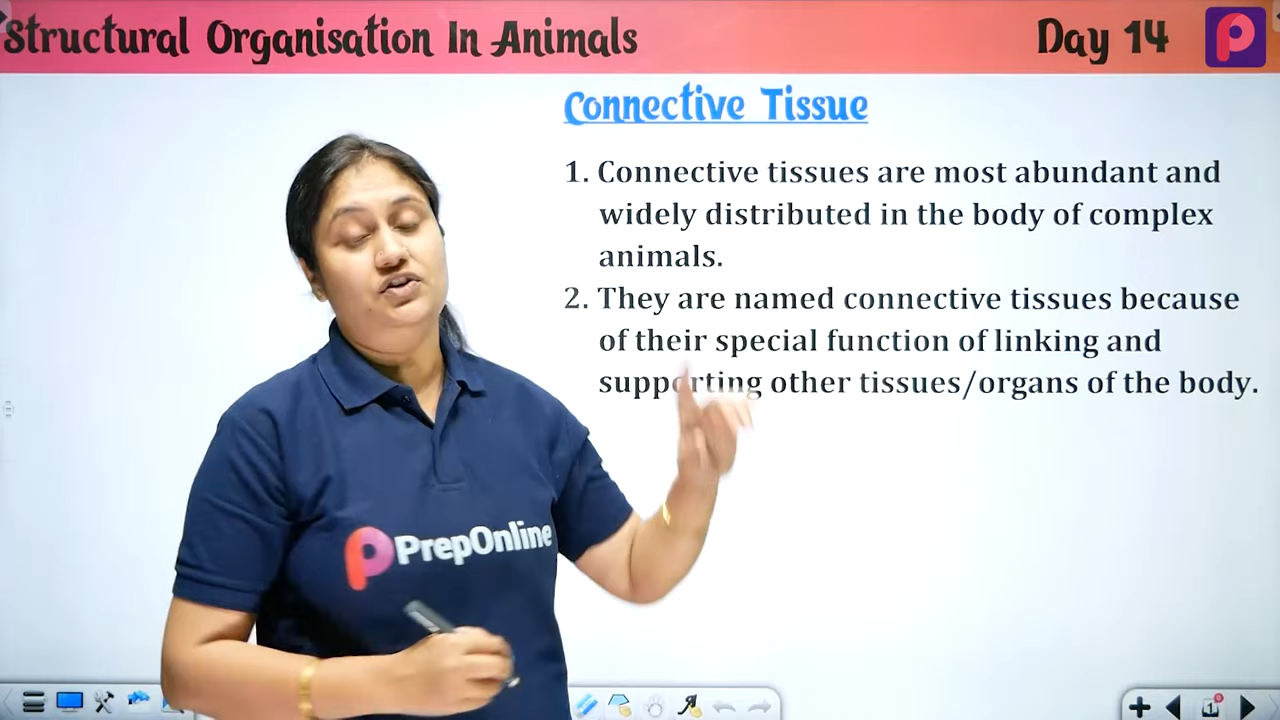 Structural Organisation In Animals
Day 14
Connective Tissue
1. Connective tissues are most abundant and
widely distributed in the body of complex
animals.
2. They are named connective tissues because
of their special function of linking and
supporting other tissues/organs of the body.
PrepOnline
1